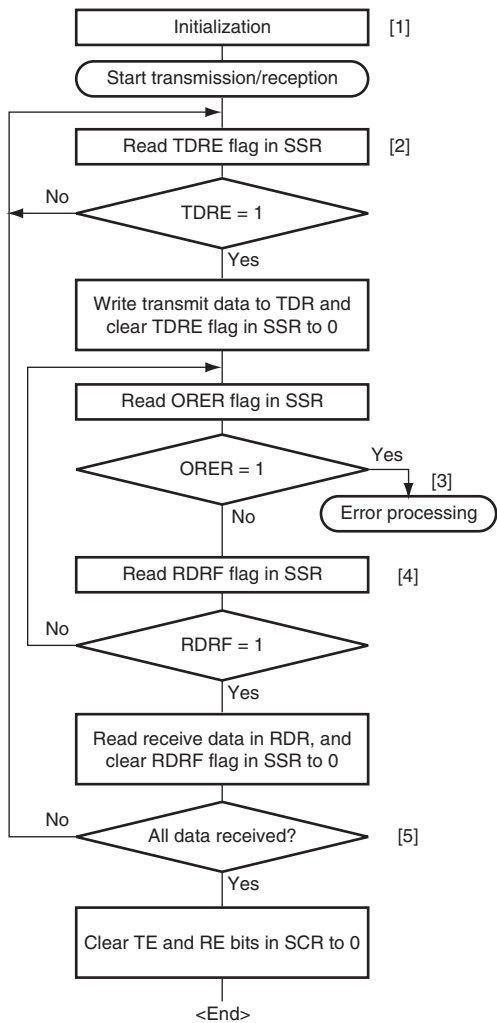 Initialization
[1]
Start transmission/reception
Read TDRE flag in SSR
[2]
No
TDRE = 1
Yes
Write transmit data to TDR and
clear TDRE flag in SSR to 0
Read ORER flag in SSR
Yes
ORER = 1
[3]
No
Error processing
Read RDRF flag in SSR
[4]
No
RDRF = 1
Yes
Read receive data in RDR, and
clear RDRF flag in SSR to 0
No
All data received?
[5]
Yes
Clear TE and RE bits in SCR to 0
<End>